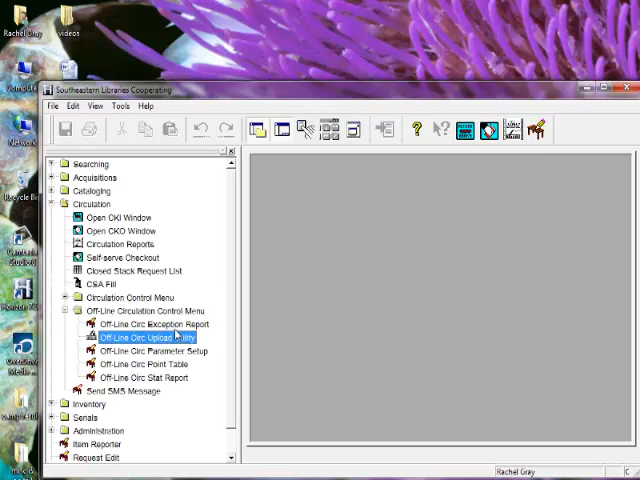 Rachel Gray
videos
Southeastern Libraries Cooperating
File Edit View Tools Help
Searching
Acquisitions
Cataloging
Circulation
Open CKI Window
Open CKO Window
Circulation Reports
Self-serve Checkout
Closed Stack Request List
CSA Fill
Circulation Control Menu
Off-Line Circulation Control Menu
Off-Line Circ Exception Report
Off-Line Circ Upload
Off-Line Circ Parameter Setup
Off-Line Circ Point Table
Off-Line Circ Stat Report
Send SMS Message
Inventory
Serials
Administration
Item Reporter
Request Edit
Rachel Gray